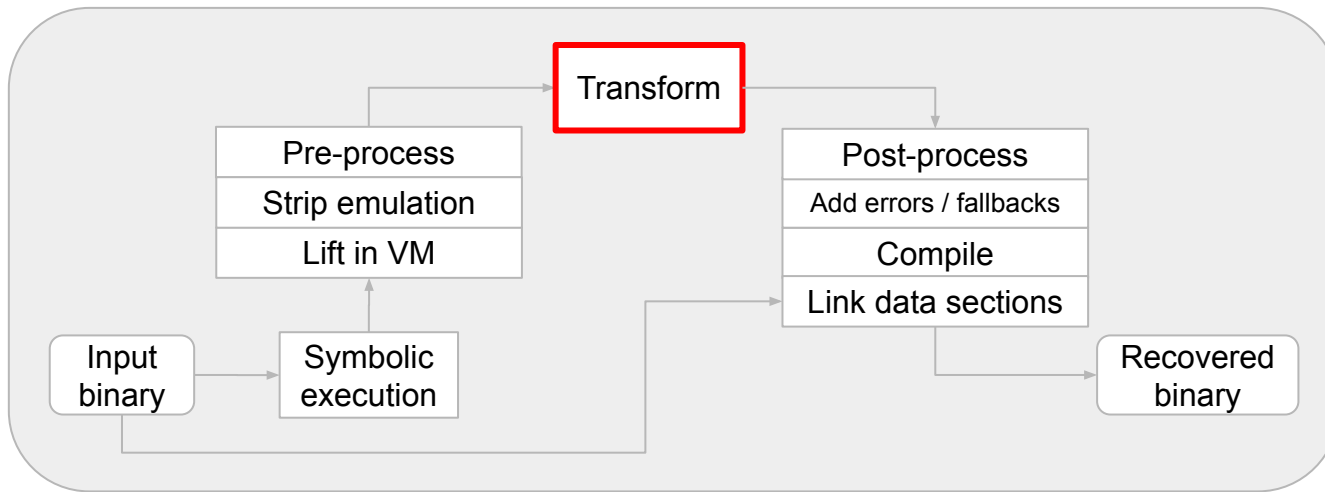 Transform
Pre-process
Strip emulation
Lift in VM
Post-process
Add errors / fallbacks
Compile
Link data sections
Input
binary
Symbolic
execution
Recovered
binary